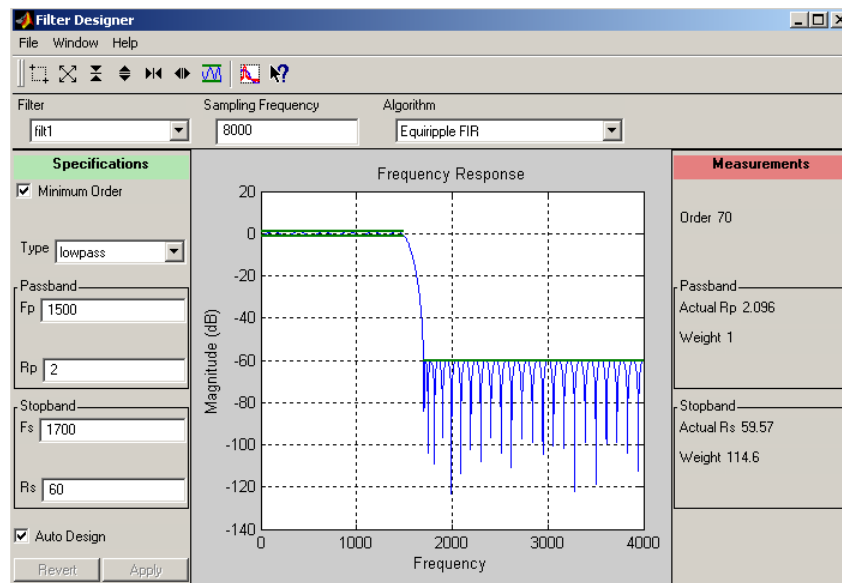 Filter Designer
File Window Help
Filter
filt1
Sampling Frequency
8000
Algorithm
Equiripple FIR
Specifications
Minimum Order
Type lowpass
Passband
Fp 1500
Rp 2
Stopband
Fs 1700
Rs 60
Auto Design
Revert Apply
Frequency Response
Magnitude (dB)
20
0
-20
-40
-60
-80
-100
-120
-140
0 1000 2000 3000 4000
Frequency
Measurements
Order 70
Passband
Actual Rp 2.096
Weight 1
Stopband
Actual Rs 59.57
Weight 114.6